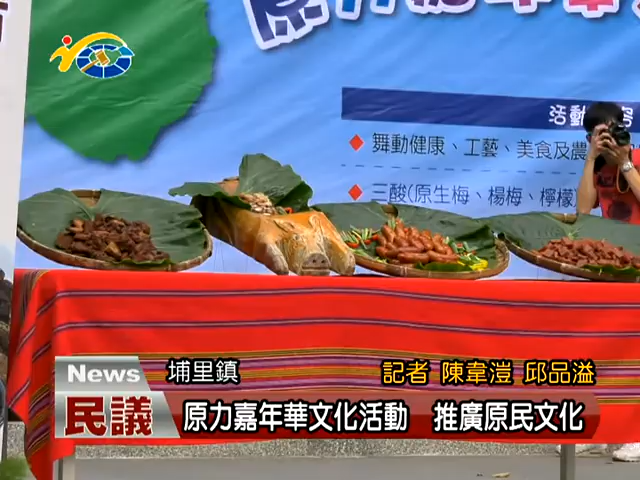 活動
舞動健康、工藝、美食及農
三酸(原生梅、楊梅、檸檬
News
埔里鎮
記者 陳韋溰 邱品溢
民議
原力嘉年華文化活動 推廣原民文化